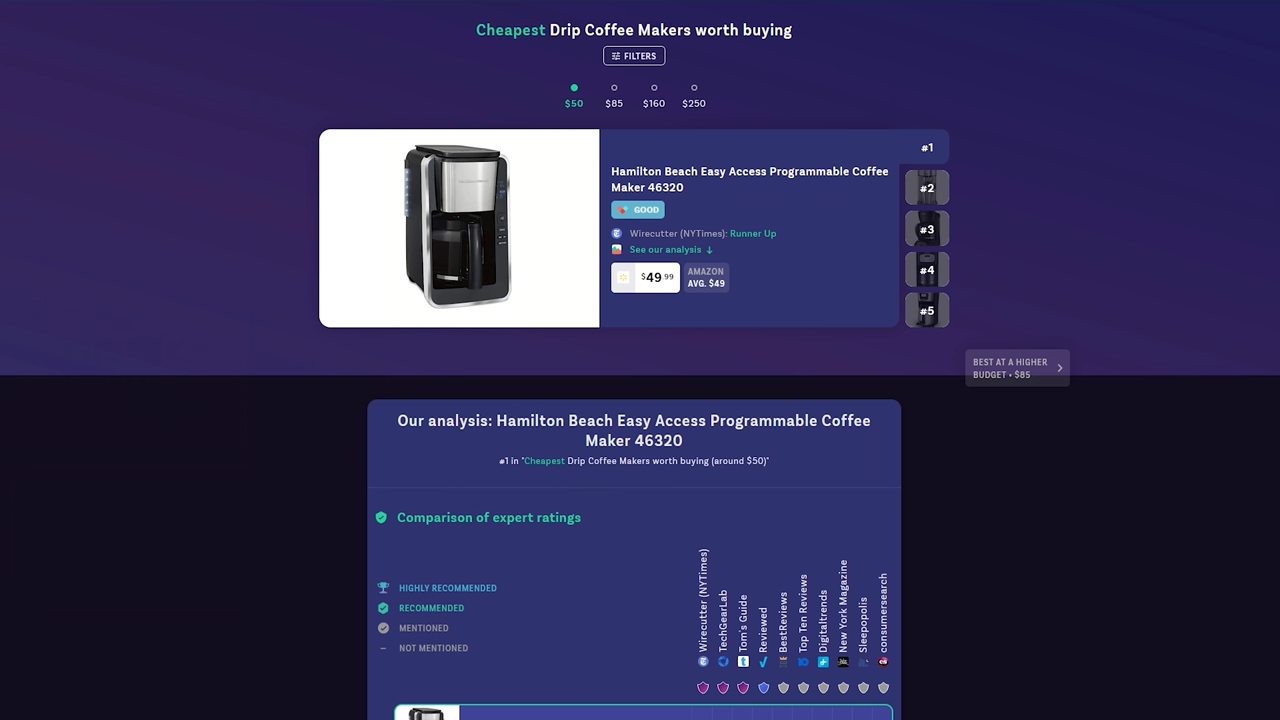 Cheapest Drip Coffee Makers worth buying
FILTERS
$50 $85 $160 $250
#1
Hamilton Beach Easy Access Programmable Coffee
Maker 46320
GOOD
Wirecutter (NYTimes): Runner Up
See our analysis ↓
$49.99
AMAZON
AVG. $49
#2
#3
#4
#5
BEST AT A HIGHER
BUDGET • $85
Our analysis: Hamilton Beach Easy Access Programmable Coffee
Maker 46320
#1 in "Cheapest Drip Coffee Makers worth buying (around $50)"
Comparison of expert ratings
HIGHLY RECOMMENDED
RECOMMENDED
MENTIONED
– NOT MENTIONED
Wirecutter (NYTimes)
TechGearLab
Tom's Guide
Reviewed
BestReviews
Top Ten Reviews
Digitaltrends
New York Magazine
Sleepopolis
consumersearch